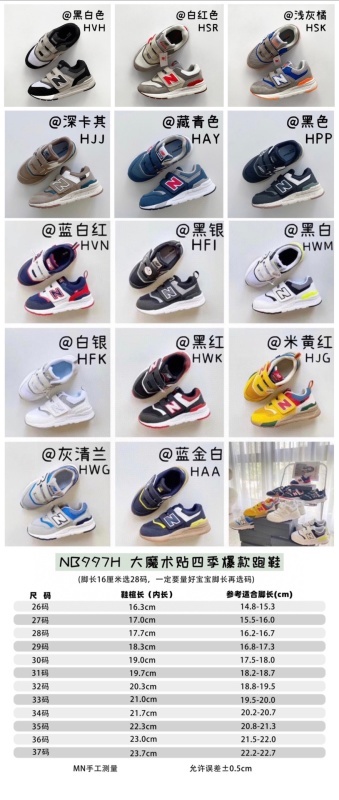 @黑白色
HVH
@白红色
HSR
@浅灰橘
HSK
@深卡其
HJJ
@藏青色
HAY
@黑色
HPP
@蓝白红
HVN
@黑银
HFI
@黑白
HWM
@白银
HFK
@黑红
HWK
@米黄红
HJG
@灰清兰
HWG
@蓝金白
HAA
NB997H 大魔术贴四季爆款跑鞋
(脚长16厘米选28码,一定要量好宝宝脚长再选码)
尺 码 鞋楦长(内长) 参考适合脚长(cm)
26码 16.3cm 14.8-15.3
27码 17.0cm 15.5-16.0
28码 17.7cm 16.2-16.7
29码 18.3cm 16.8-17.3
30码 19.0cm 17.5-18.0
31码 19.7cm 18.2-18.7
32码 20.3cm 18.8-19.5
33码 21.0cm 19.5-20.0
34码 21.7cm 20.2-20.7
35码 22.3cm 20.8-21.3
36码 23.0cm 21.5-22.0
37码 23.7cm 22.2-22.7
MN手工测量 允许误差±0.5cm